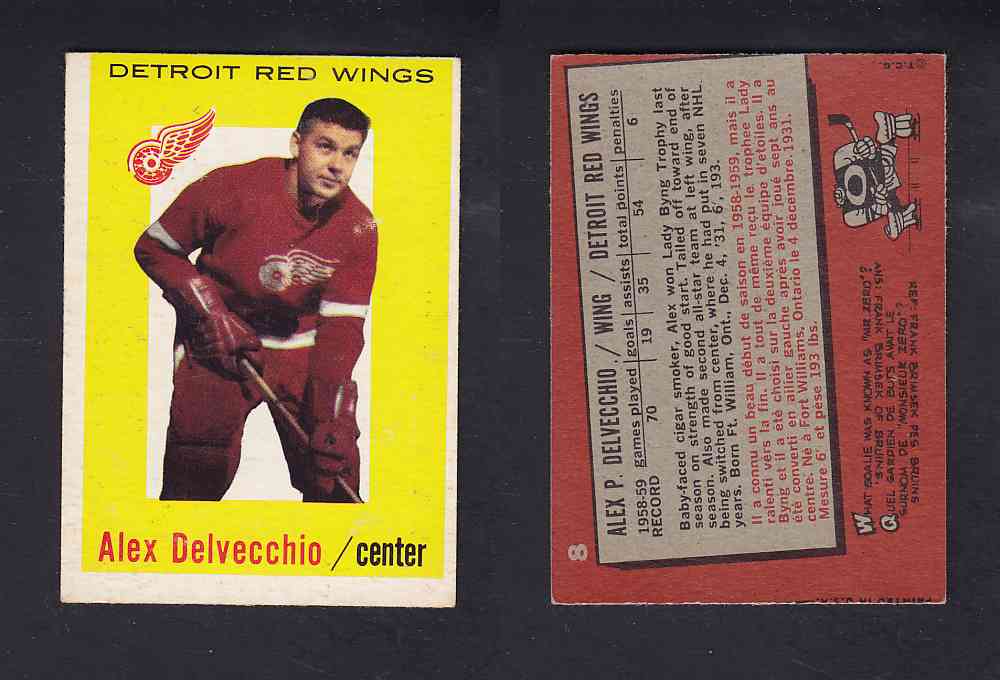 DETROIT RED WINGS
Alex Delvecchio / center
8
ALEX P. DELVECCHIO / WING / DETROIT RED WINGS
1958-59 games played goals assists total points penalties
RECORD 70 19 35 54 6
Baby-faced cigar smoker, Alex won Lady Byng Trophy last
season on strength of good start. Tailed off toward end of
season. Also made second all-star team at left wing, after
being switched from center, where he had put in seven NHL
years. Born Ft. William, Ont., Dec. 4, '31, 6', 193.
Il a connu un beau début de saison en 1958-1959, mais il a
ralenti vers la fin. Il a tout de même reçu le trophee Lady
Byng et il a été choisi sur la deuxième équipe d'etoiles. Il a
été converti en ailier gauche après avoir joué sept ans au
centre. Né à Fort Williams, Ontario le 4 décembre. 1931.
Mesure 6' et pèse 193 lbs.
WHAT GOALIE WAS KNOWN AS "MR. ZERO"?
ANS: FRANK BRIMSEK OF BRUINS.
QUEL GARDIEN DE BUTS AVAIT LE
SURNOM DE "MONSIEUR ZERO"?
REP: FRANK BRIMSEK DES BRUINS
© T.C.G.
PRINTED IN U.S.A.